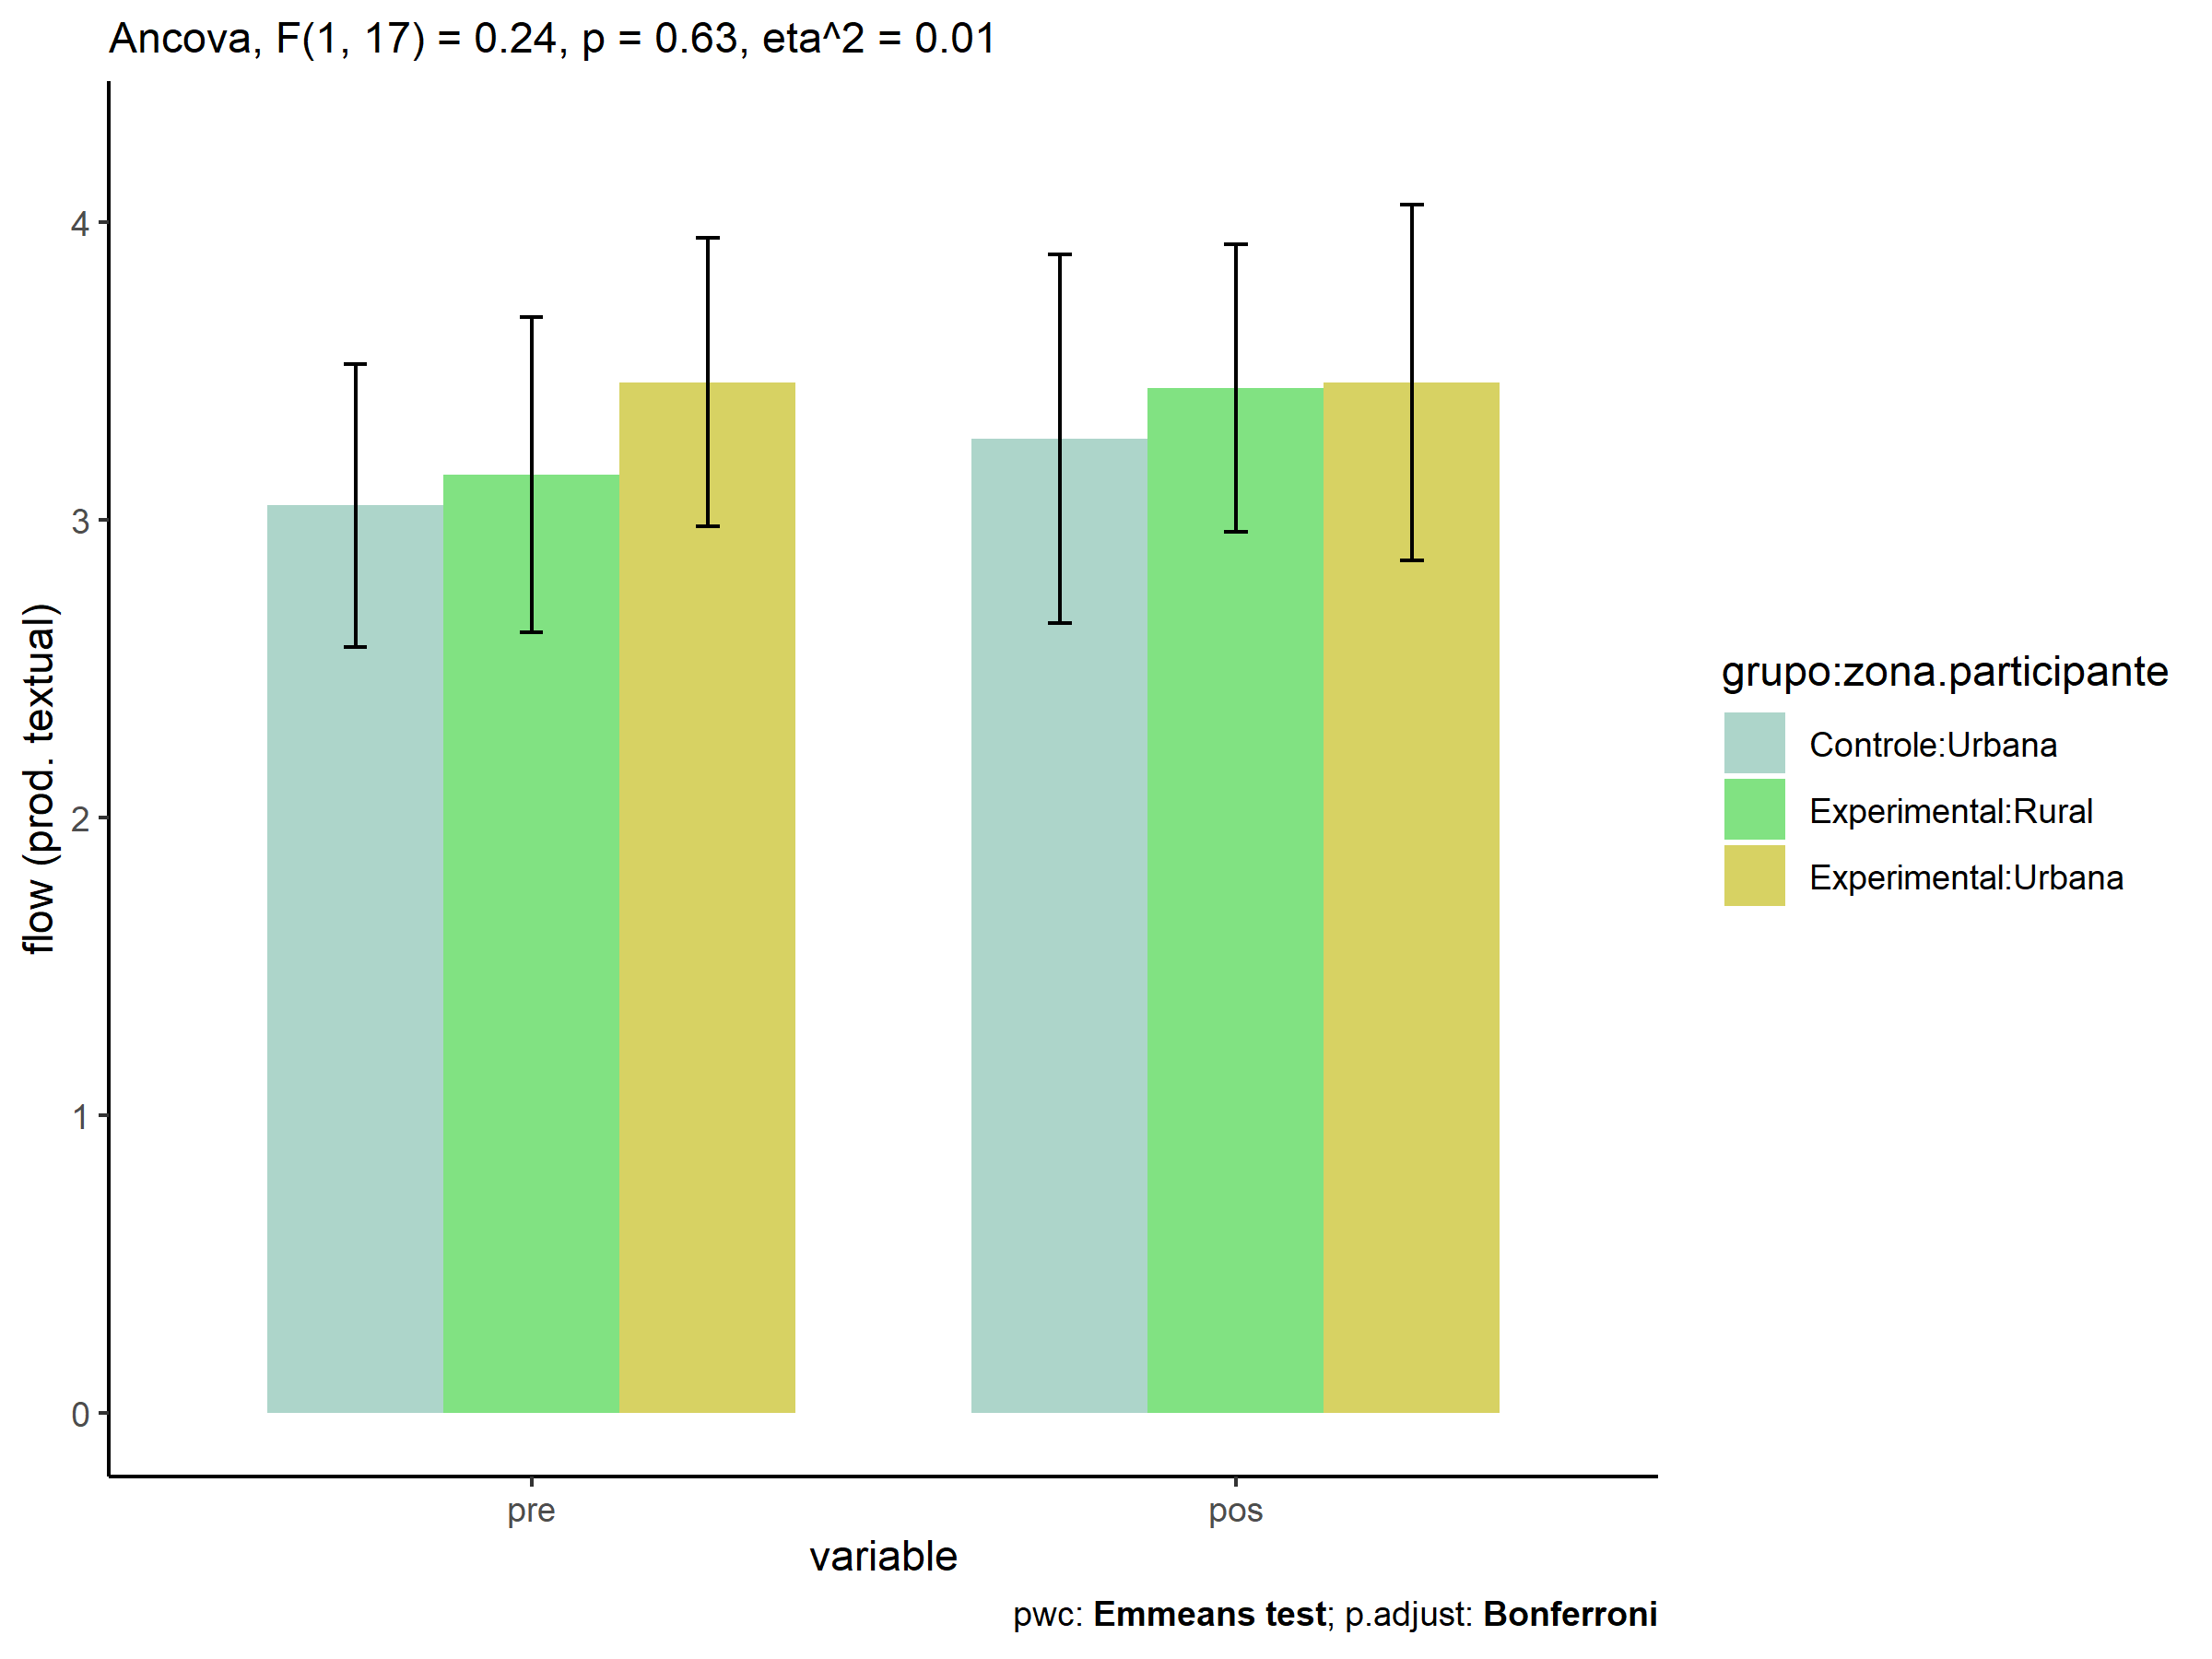 Ancova, F(1, 17) = 0.24, p = 0.63, eta^2 = 0.01
flow (prod. textual)
4
3
2
1
0
pre
pos
variable
grupo:zona.participante
Controle:Urbana
Experimental:Rural
Experimental:Urbana
pwc: Emmeans test; p.adjust: Bonferroni